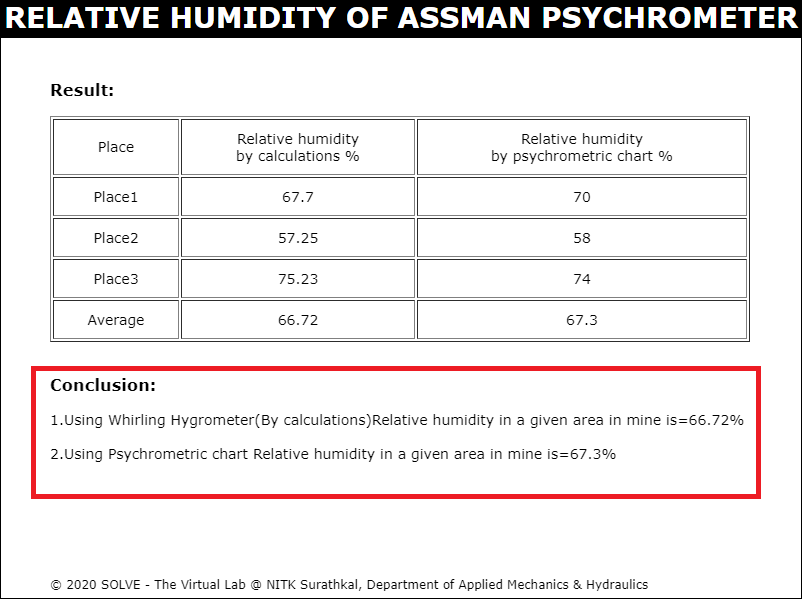 RELATIVE HUMIDITY OF ASSMAN PSYCHROMETER
Result:
Place
Relative humidity
by calculations %
Relative humidity
by psychrometric chart %
Place1 67.7 70
Place2 57.25 58
Place3 75.23 74
Average 66.72 67.3
Conclusion:
1.Using Whirling Hygrometer(By calculations)Relative humidity in a given area in mine is=66.72%
2.Using Psychrometric chart Relative humidity in a given area in mine is=67.3%
© 2020 SOLVE - The Virtual Lab @ NITK Surathkal, Department of Applied Mechanics & Hydraulics